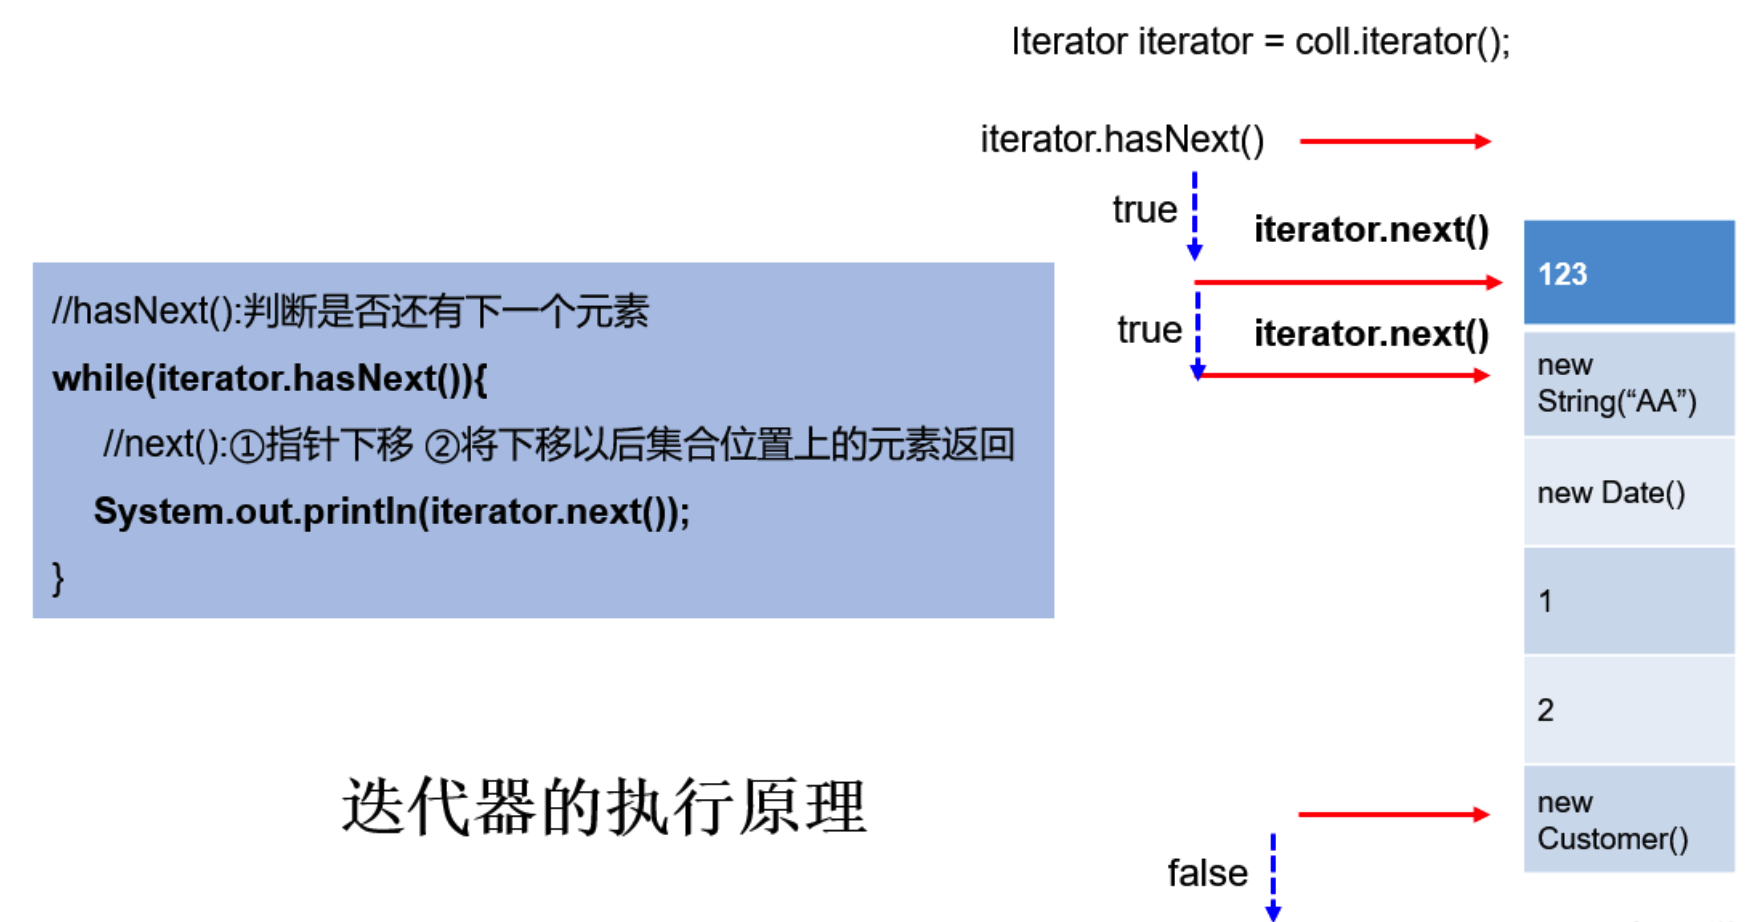 Iterator iterator = coll.iterator();
iterator.hasNext()
true
iterator.next()
true
iterator.next()
123
new
String(“AA”)
new Date()
1
2
new
Customer()
false
//hasNext():判断是否还有下一个元素
while(iterator.hasNext()){
//next():①指针下移 ②将下移以后集合位置上的元素返回
System.out.println(iterator.next());
}
迭代器的执行原理